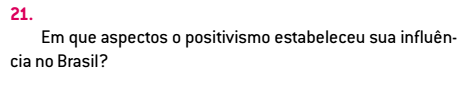 21.
Em que aspectos o positivismo estabeleceu sua influên-
cia no Brasil?